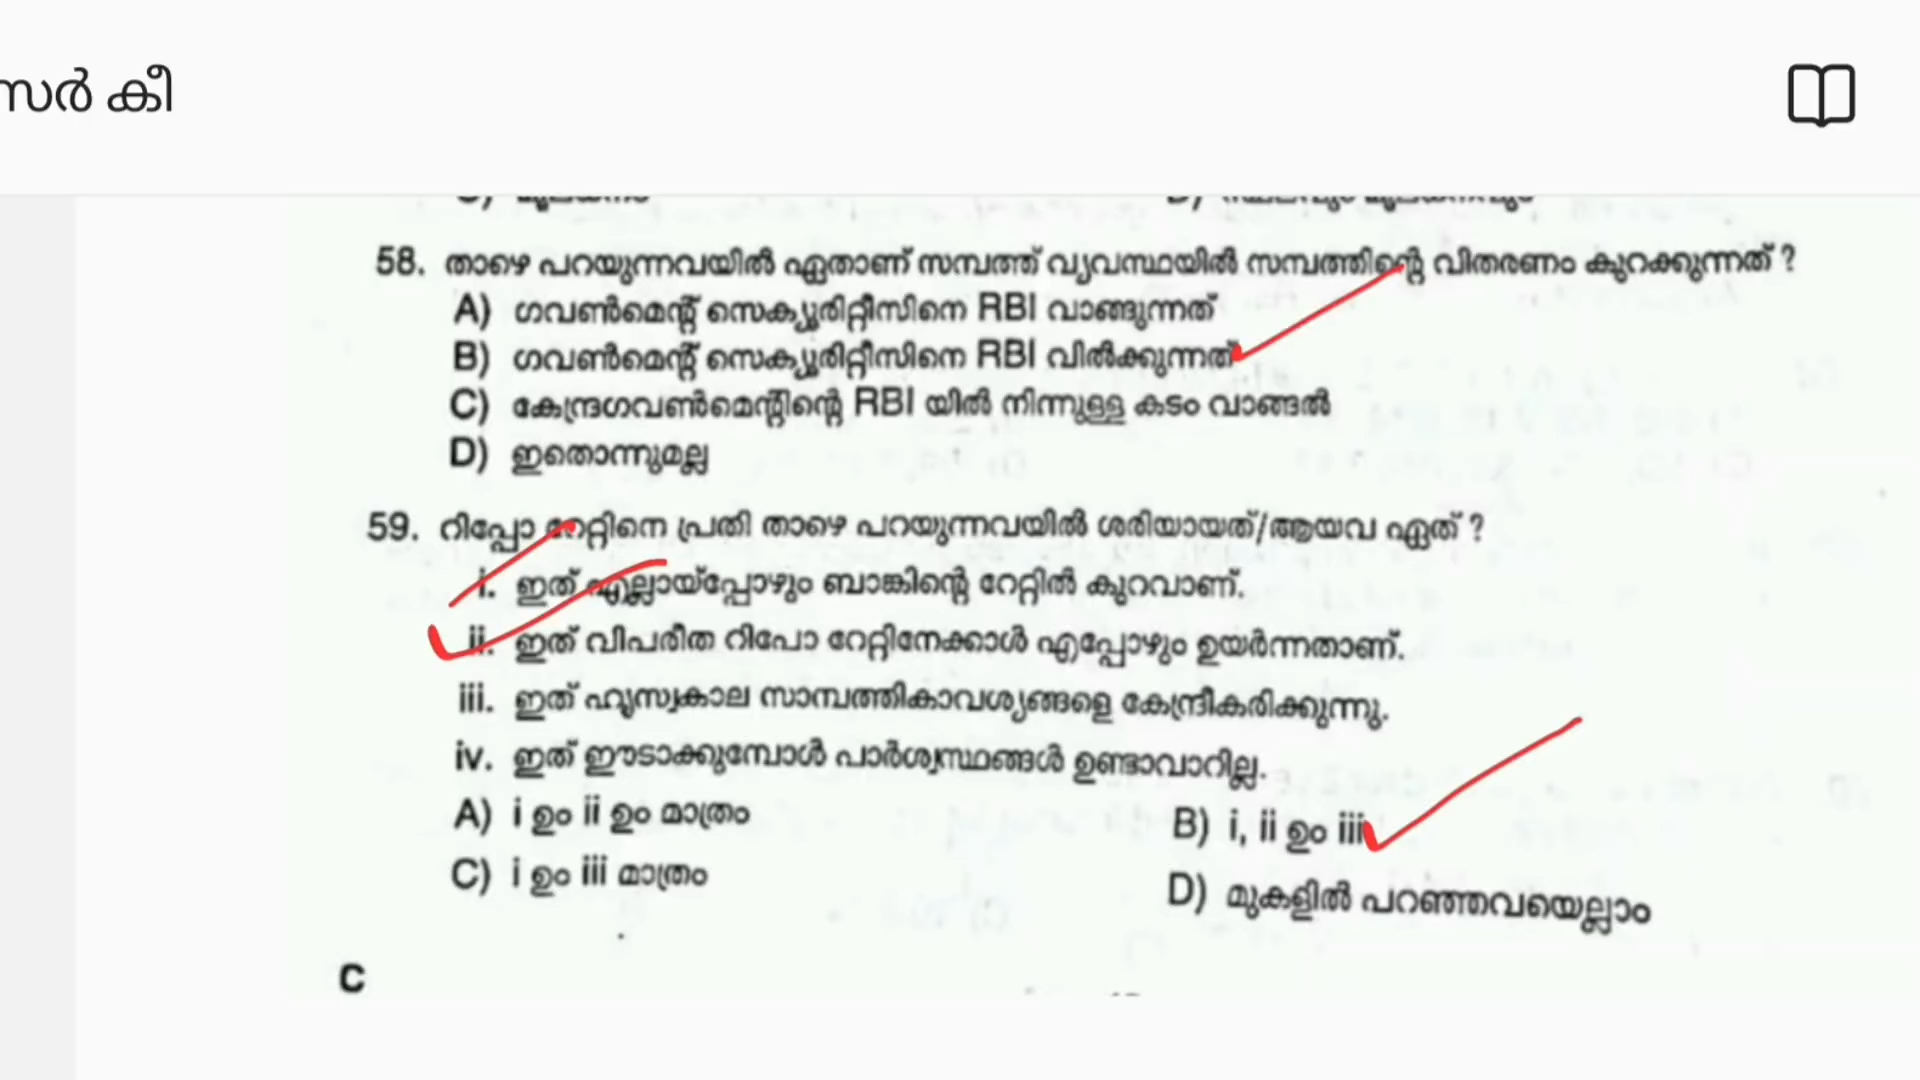 സർ കീ
58. താഴെ പറയുന്നവയിൽ ഏതാണ് സമ്പത്ത് വ്യവസ്ഥയിൽ സമ്പത്തിന്റെ വിതരണം കുറക്കുന്നത് ?
A) ഗവൺമെന്റ് സെക്യൂരിറ്റീസിനെ RBI വാങ്ങുന്നത്
B) ഗവൺമെന്റ് സെക്യൂരിറ്റീസിനെ RBI വിൽക്കുന്നത്
C) കേന്ദ്രഗവൺമെന്റിന്റെ RBI യിൽ നിന്നുള്ള കടം വാങ്ങൽ
D) ഇതൊന്നുമല്ല
59. റിപ്പോ റേറ്റിനെ പ്രതി താഴെ പറയുന്നവയിൽ ശരിയായത്/ആയവ ഏത് ?
i. ഇത് എല്ലായ്പ്പോഴും ബാങ്കിന്റെ റേറ്റിൽ കുറവാണ്.
ii. ഇത് വിപരീത റിപോ റേറ്റിനേക്കാൾ എപ്പോഴും ഉയർന്നതാണ്.
iii. ഇത് ഹ്രസ്വകാല സാമ്പത്തികാവശ്യങ്ങളെ കേന്ദ്രീകരിക്കുന്നു.
iv. ഇത് ഈടാക്കുമ്പോൾ പാർശ്വസ്ഥങ്ങൾ ഉണ്ടാവാറില്ല.
A) i ഉം ii ഉം മാത്രം
B) i, ii ഉം iii
C) i ഉം iii മാത്രം
D) മുകളിൽ പറഞ്ഞവയെല്ലാം
C